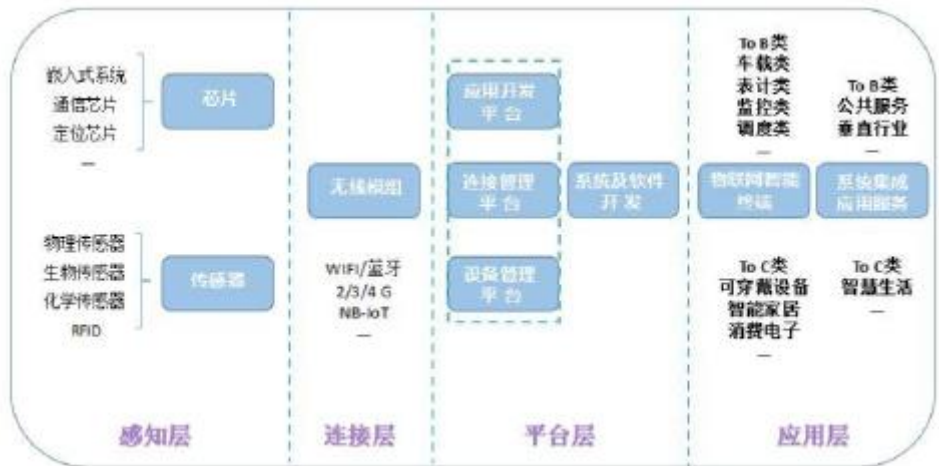 嵌入式系统
通信芯片
定位芯片
—
芯片
物理传感器
生物传感器
化学传感器
RFID
传感器
感知层
无线模组
WIFI/蓝牙
2/3/4 G
NB-IoT
—
连接层
应用开发
平台
连接管理
平台
设备管理
平台
系统及软件
开发
平台层
To B类
车载类
表计类
监控类
调度类
—
物联网智能
终端
To C类
可穿戴设备
智能家居
消费电子
—
To B类
公共服务
垂直行业
—
系统集成
应用服务
To C类
智慧生活
—
应用层